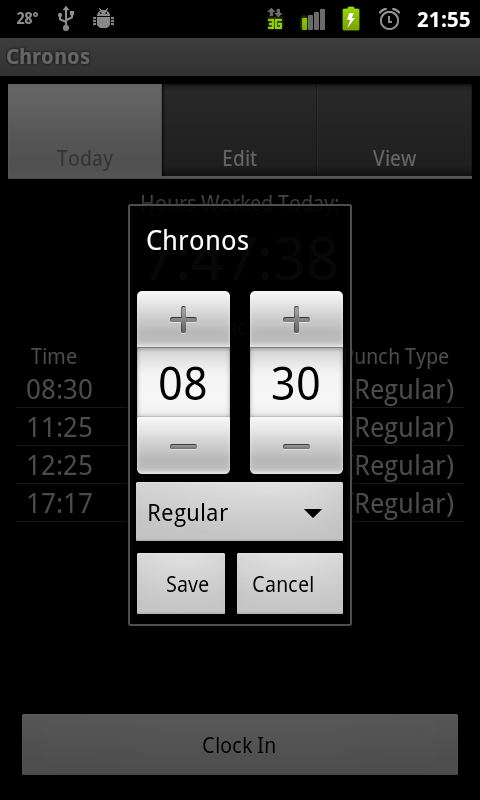 28° 3G 21:55
Chronos
Today Edit View
Hours Worked Today:
7:47:38
Chronos
+ +
08 30
− −
Time Punch Type
08:30 (Regular)
11:25 (Regular)
12:25 (Regular)
17:17 (Regular)
Regular
Save Cancel
Clock In